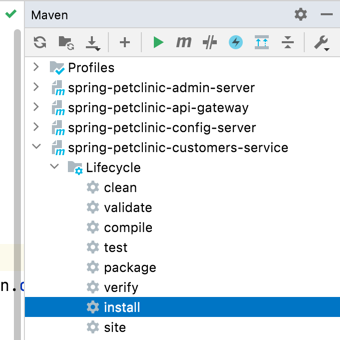 Maven
Profiles
spring-petclinic-admin-server
spring-petclinic-api-gateway
spring-petclinic-config-server
spring-petclinic-customers-service
Lifecycle
clean
validate
compile
test
package
verify
n.
install
site